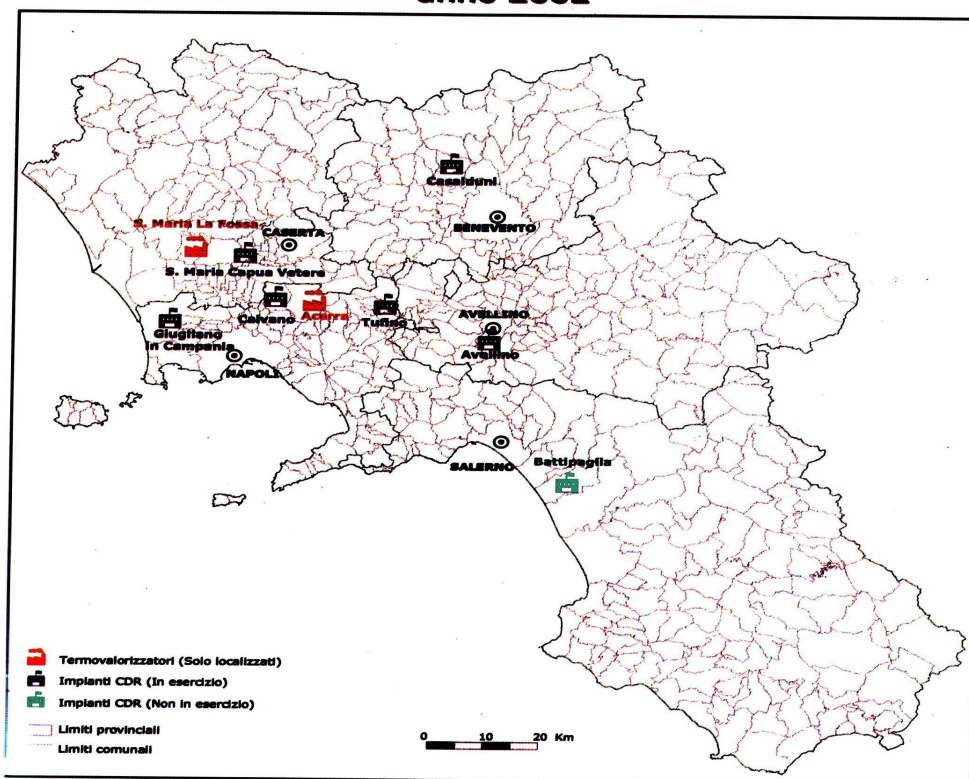 anno 2002
Casalduni
BENEVENTO
S. Maria La Fossa
CASERTA
S. Maria Capua Vetere
Caivano
Acerra
Tufino
AVELLINO
Avellino
Giugliano
in Campania
NAPOLI
SALERNO
Battipaglia
Termovalorizzatori (Solo localizzati)
Impianti CDR (In esercizio)
Impianti CDR (Non in esercizio)
Limiti provinciali
Limiti comunali
0 10 20 Km